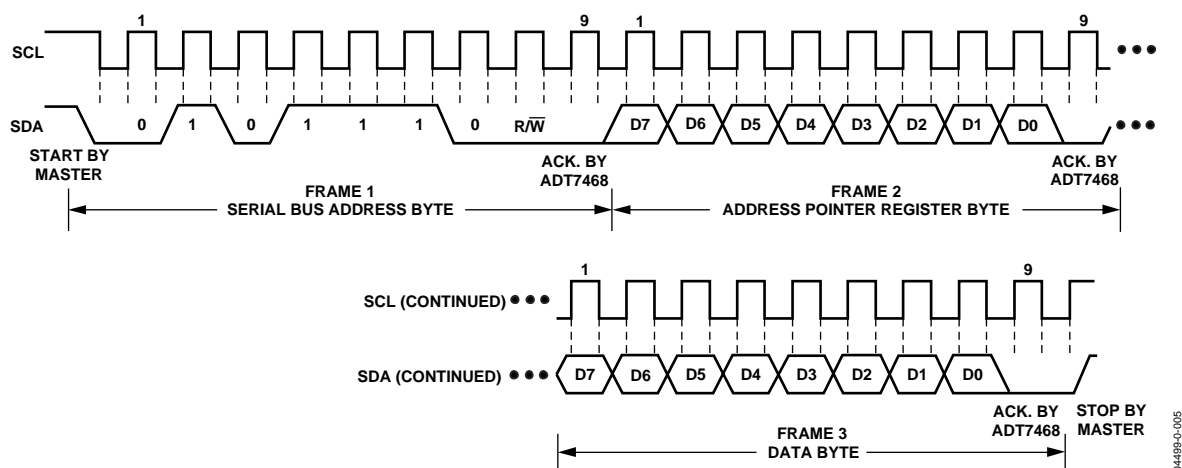 1 9 1 9
SCL
SDA
0 1 0 1 1 1 0 R/W̅ D7 D6 D5 D4 D3 D2 D1 D0
START BY
MASTER
ACK. BY
ADT7468
ACK. BY
ADT7468
FRAME 1
SERIAL BUS ADDRESS BYTE
FRAME 2
ADDRESS POINTER REGISTER BYTE
1 9
SCL (CONTINUED)
SDA (CONTINUED)
D7 D6 D5 D4 D3 D2 D1 D0
ACK. BY
ADT7468
STOP BY
MASTER
FRAME 3
DATA BYTE
04499-0-005